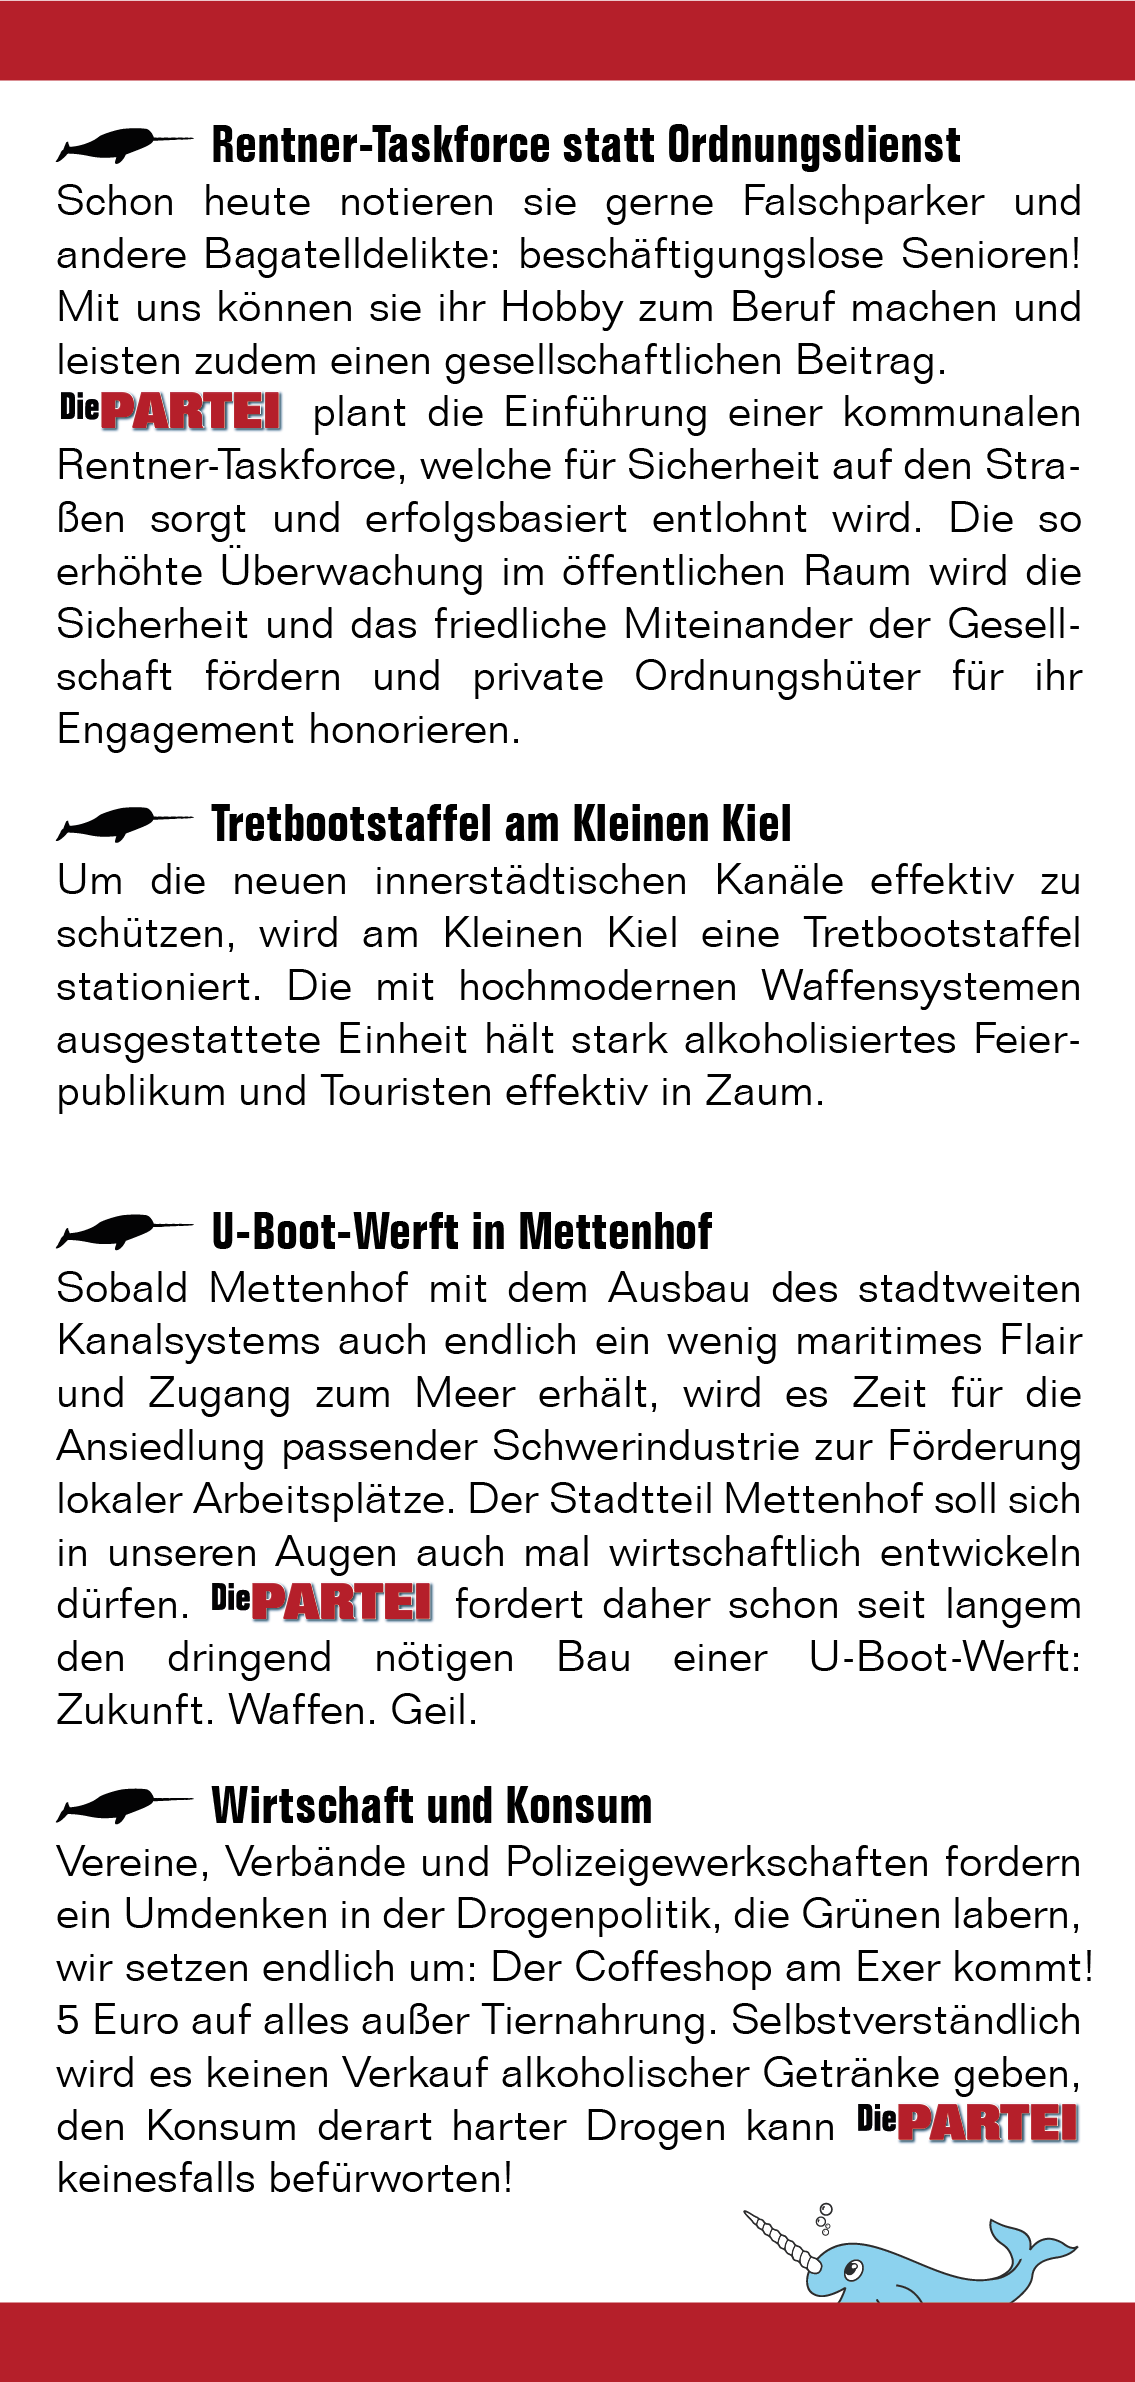 Rentner-Taskforce statt Ordnungsdienst
Schon heute notieren sie gerne Falschparker und
andere Bagatelldelikte: beschäftigungslose Senioren!
Mit uns können sie ihr Hobby zum Beruf machen und
leisten zudem einen gesellschaftlichen Beitrag.
Die PARTEI plant die Einführung einer kommunalen
Rentner-Taskforce, welche für Sicherheit auf den Stra-
ßen sorgt und erfolgsbasiert entlohnt wird. Die so
erhöhte Überwachung im öffentlichen Raum wird die
Sicherheit und das friedliche Miteinander der Gesell-
schaft fördern und private Ordnungshüter für ihr
Engagement honorieren.
Tretbootstaffel am Kleinen Kiel
Um die neuen innerstädtischen Kanäle effektiv zu
schützen, wird am Kleinen Kiel eine Tretbootstaffel
stationiert. Die mit hochmodernen Waffensystemen
ausgestattete Einheit hält stark alkoholisiertes Feier-
publikum und Touristen effektiv in Zaum.
U-Boot-Werft in Mettenhof
Sobald Mettenhof mit dem Ausbau des stadtweiten
Kanalsystems auch endlich ein wenig maritimes Flair
und Zugang zum Meer erhält, wird es Zeit für die
Ansiedlung passender Schwerindustrie zur Förderung
lokaler Arbeitsplätze. Der Stadtteil Mettenhof soll sich
in unseren Augen auch mal wirtschaftlich entwickeln
dürfen. Die PARTEI fordert daher schon seit langem
den dringend nötigen Bau einer U-Boot-Werft:
Zukunft. Waffen. Geil.
Wirtschaft und Konsum
Vereine, Verbände und Polizeigewerkschaften fordern
ein Umdenken in der Drogenpolitik, die Grünen labern,
wir setzen endlich um: Der Coffeshop am Exer kommt!
5 Euro auf alles außer Tiernahrung. Selbstverständlich
wird es keinen Verkauf alkoholischer Getränke geben,
den Konsum derart harter Drogen kann Die PARTEI
keinesfalls befürworten!